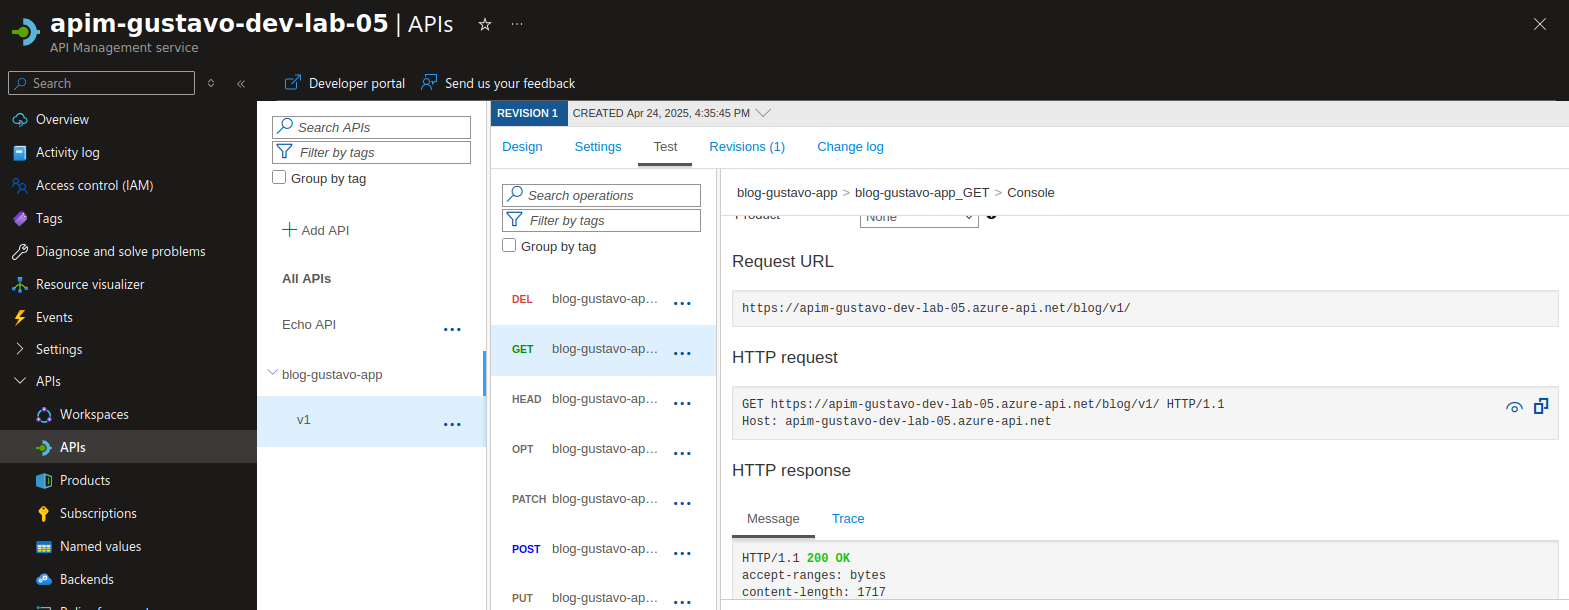 apim-gustavo-dev-lab-05 | APIs
API Management service
Search
Overview
Activity log
Access control (IAM)
Tags
Diagnose and solve problems
Resource visualizer
Events
Settings
APIs
Workspaces
APIs
Products
Subscriptions
Named values
Backends
Developer portal
Send us your feedback
Search APIs
Filter by tags
Group by tag
Add API
All APIs
Echo API
blog-gustavo-app
v1
REVISION 1 CREATED Apr 24, 2025, 4:35:45 PM
Design Settings Test Revisions (1) Change log
Search operations
Filter by tags
Group by tag
DEL blog-gustavo-ap...
GET blog-gustavo-ap...
HEAD blog-gustavo-ap...
OPT blog-gustavo-ap...
PATCH blog-gustavo-ap...
POST blog-gustavo-ap...
PUT blog-gustavo-ap...
blog-gustavo-app > blog-gustavo-app_GET > Console
Product None
Request URL
https://apim-gustavo-dev-lab-05.azure-api.net/blog/v1/
HTTP request
GET https://apim-gustavo-dev-lab-05.azure-api.net/blog/v1/ HTTP/1.1
Host: apim-gustavo-dev-lab-05.azure-api.net
HTTP response
Message Trace
HTTP/1.1 200 OK
accept-ranges: bytes
content-length: 1717